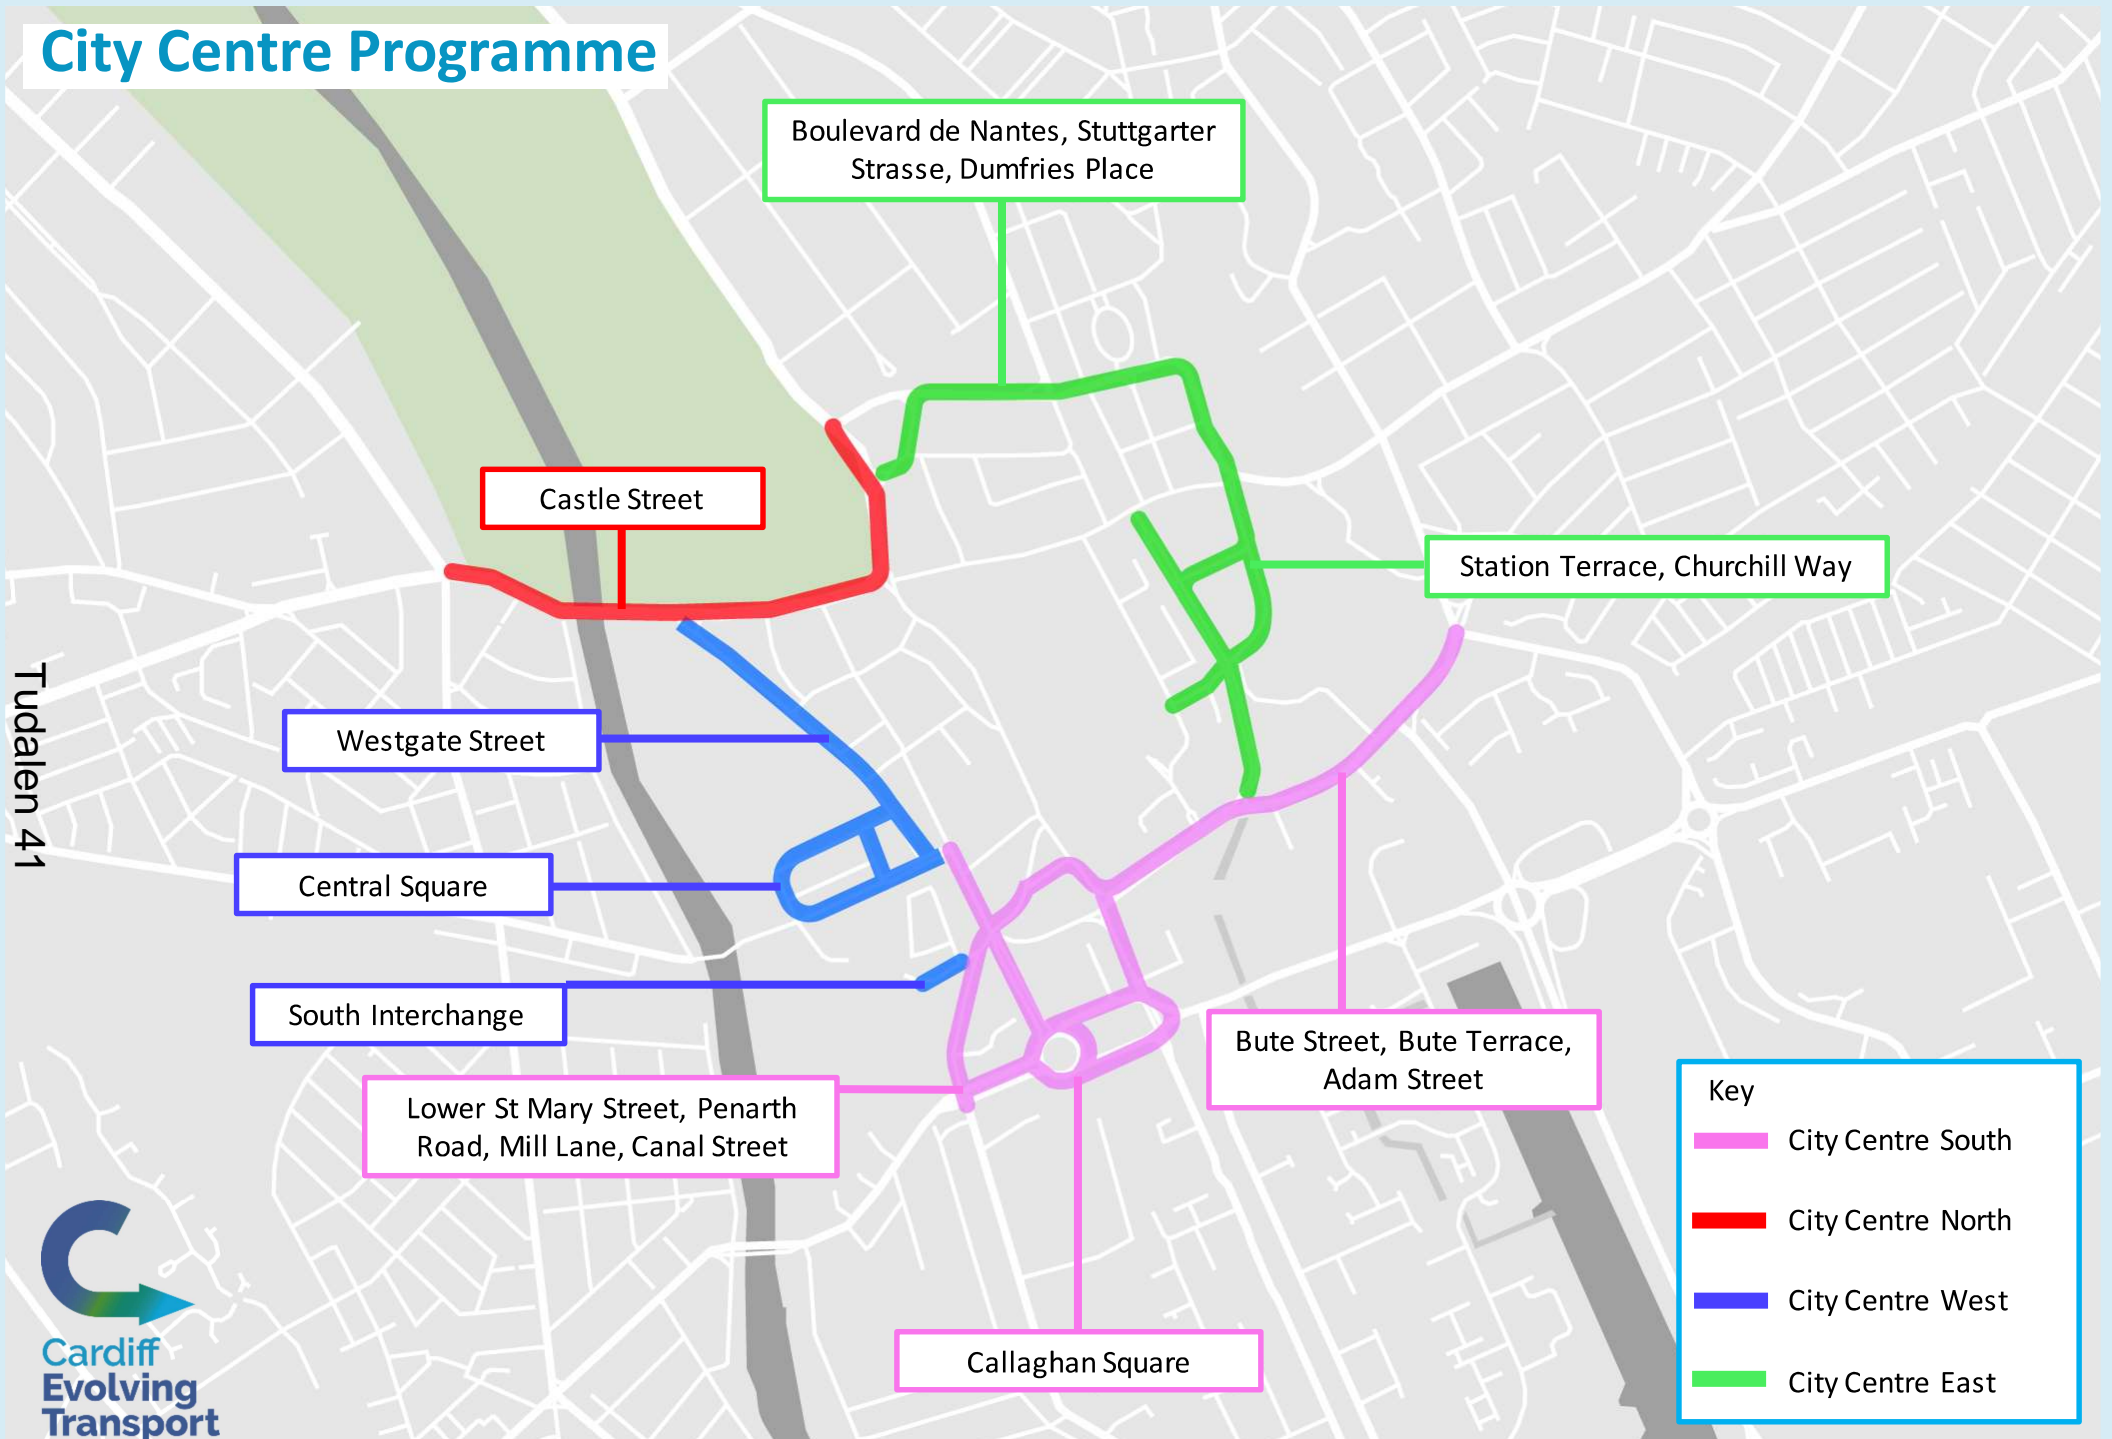 City Centre Programme
Boulevard de Nantes, Stuttgarter
Strasse, Dumfries Place
Castle Street
Station Terrace, Churchill Way
Tudalen 41
Westgate Street
Central Square
South Interchange
Bute Street, Bute Terrace,
Adam Street
Lower St Mary Street, Penarth
Road, Mill Lane, Canal Street
Callaghan Square
Key
City Centre South
City Centre North
City Centre West
City Centre East
Cardiff
Evolving
Transport